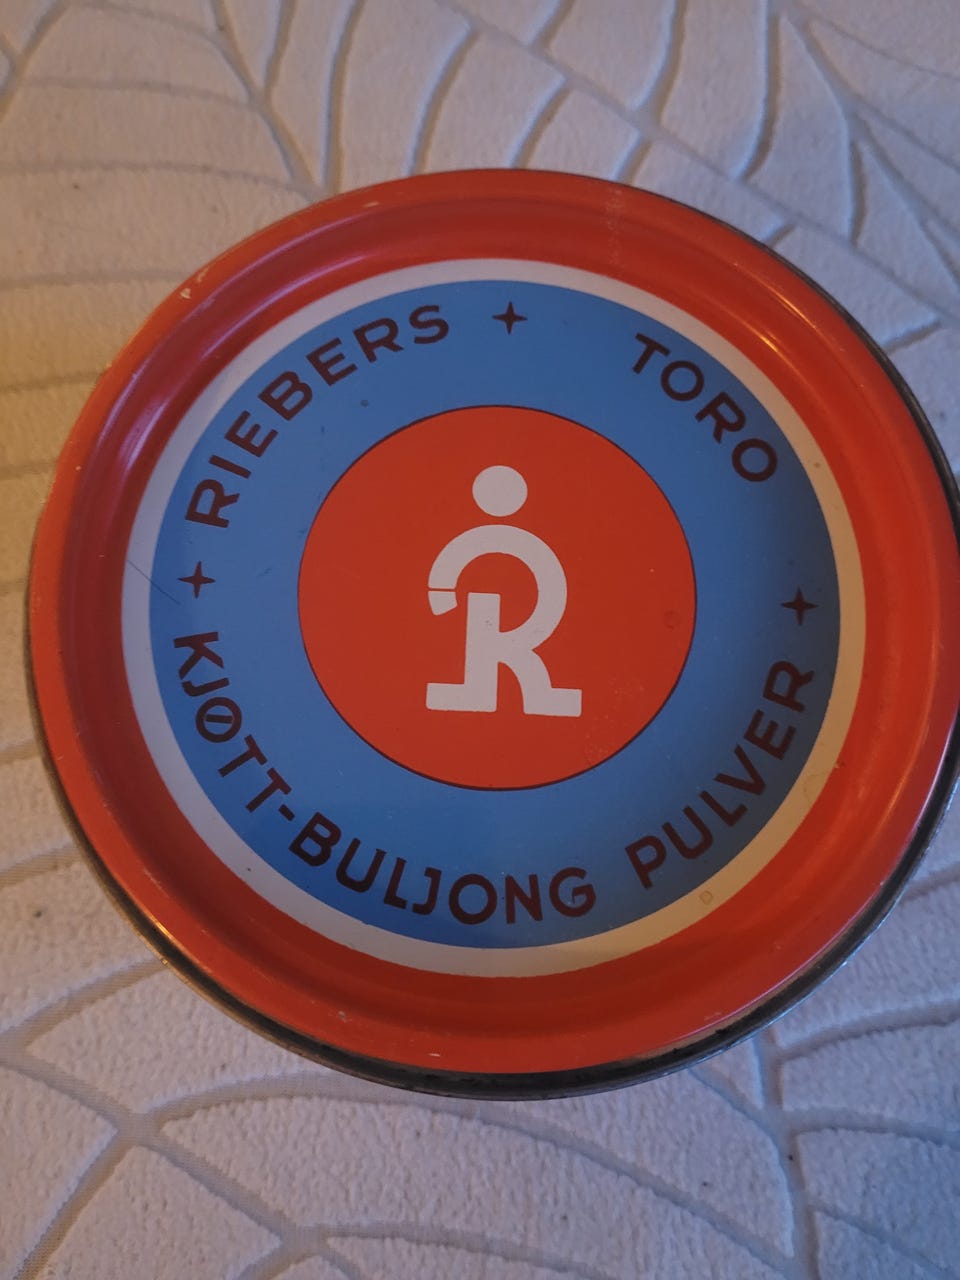 RIEBERS ✦ TORO ✦
KJØTT-BULJONG PULVER ✦
R